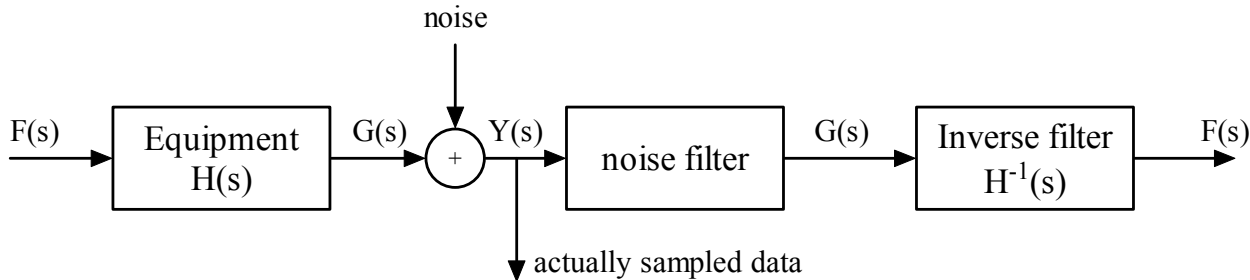 noise
F(s)
Equipment
H(s)
G(s)
+
Y(s)
noise filter
G(s)
Inverse filter
H⁻¹(s)
F(s)
actually sampled data